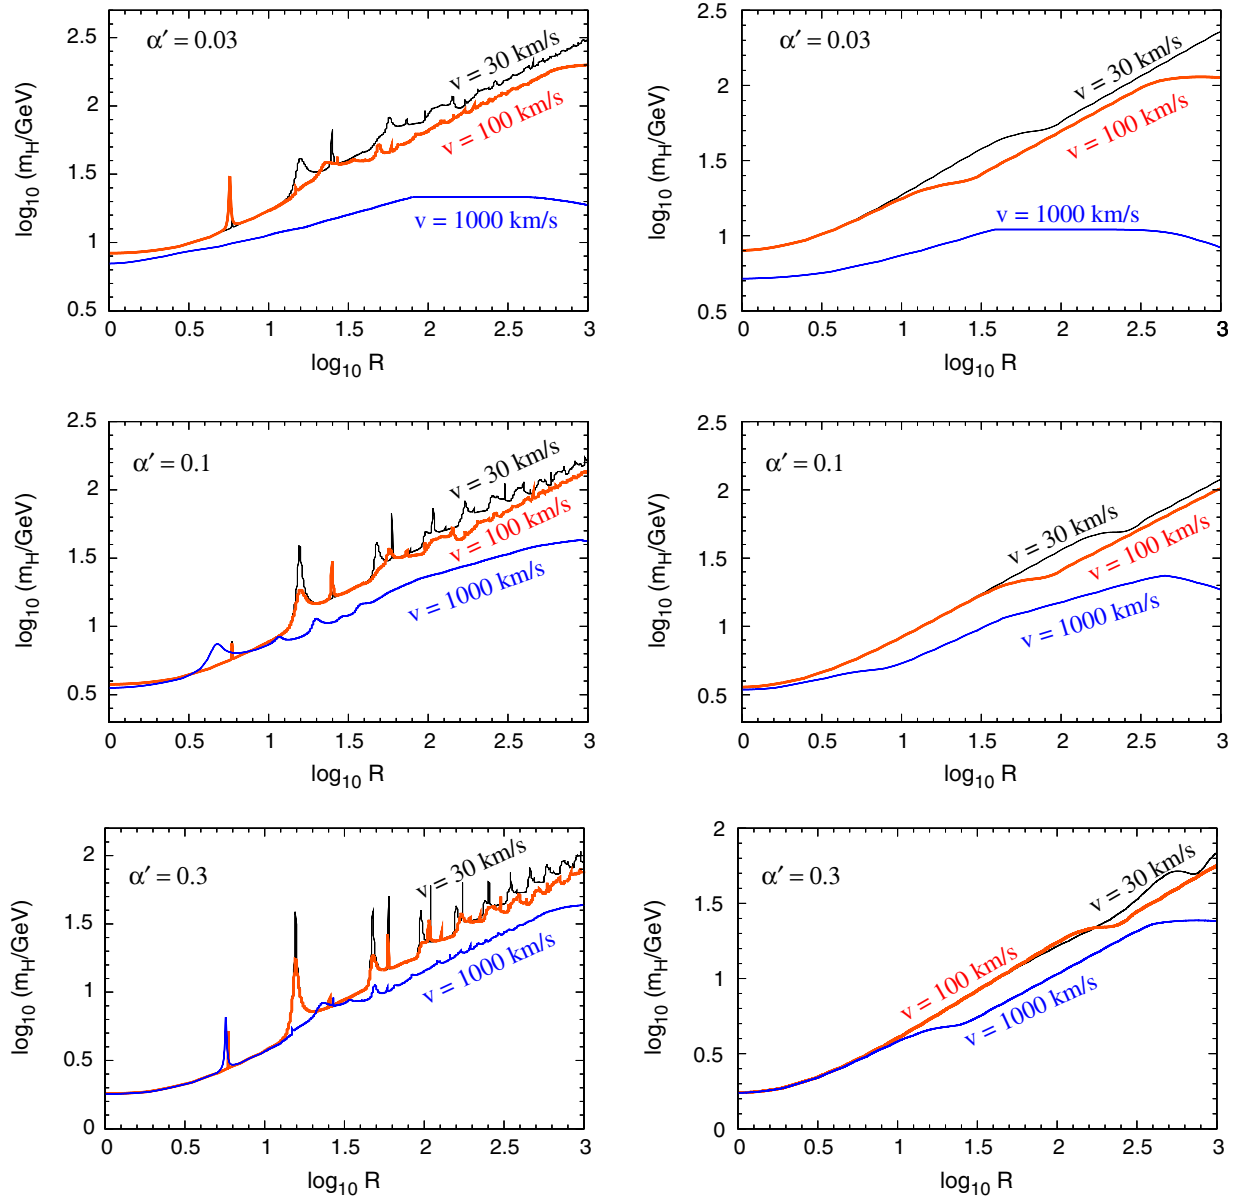 α′ = 0.03
v = 30 km/s
v = 100 km/s
v = 1000 km/s
log10 (mH/GeV)
2.5
2
1.5
1
0.5
0 0.5 1 1.5 2 2.5 3
log10 R
α′ = 0.03
v = 30 km/s
v = 100 km/s
v = 1000 km/s
log10 (mH/GeV)
2.5
2
1.5
1
0.5
0 0.5 1 1.5 2 2.5 3
log10 R
α′ = 0.1
v = 30 km/s
v = 100 km/s
v = 1000 km/s
log10 (mH/GeV)
2.5
2
1.5
1
0.5
0 0.5 1 1.5 2 2.5 3
log10 R
α′ = 0.1
v = 30 km/s
v = 100 km/s
v = 1000 km/s
log10 (mH/GeV)
2.5
2
1.5
1
0.5
0 0.5 1 1.5 2 2.5 3
log10 R
α′ = 0.3
v = 30 km/s
v = 100 km/s
v = 1000 km/s
log10 (mH/GeV)
2
1.5
1
0.5
0
0 0.5 1 1.5 2 2.5 3
log10 R
α′ = 0.3
v = 30 km/s
v = 100 km/s
v = 1000 km/s
log10 (mH/GeV)
2
1.5
1
0.5
0
0 0.5 1 1.5 2 2.5 3
log10 R